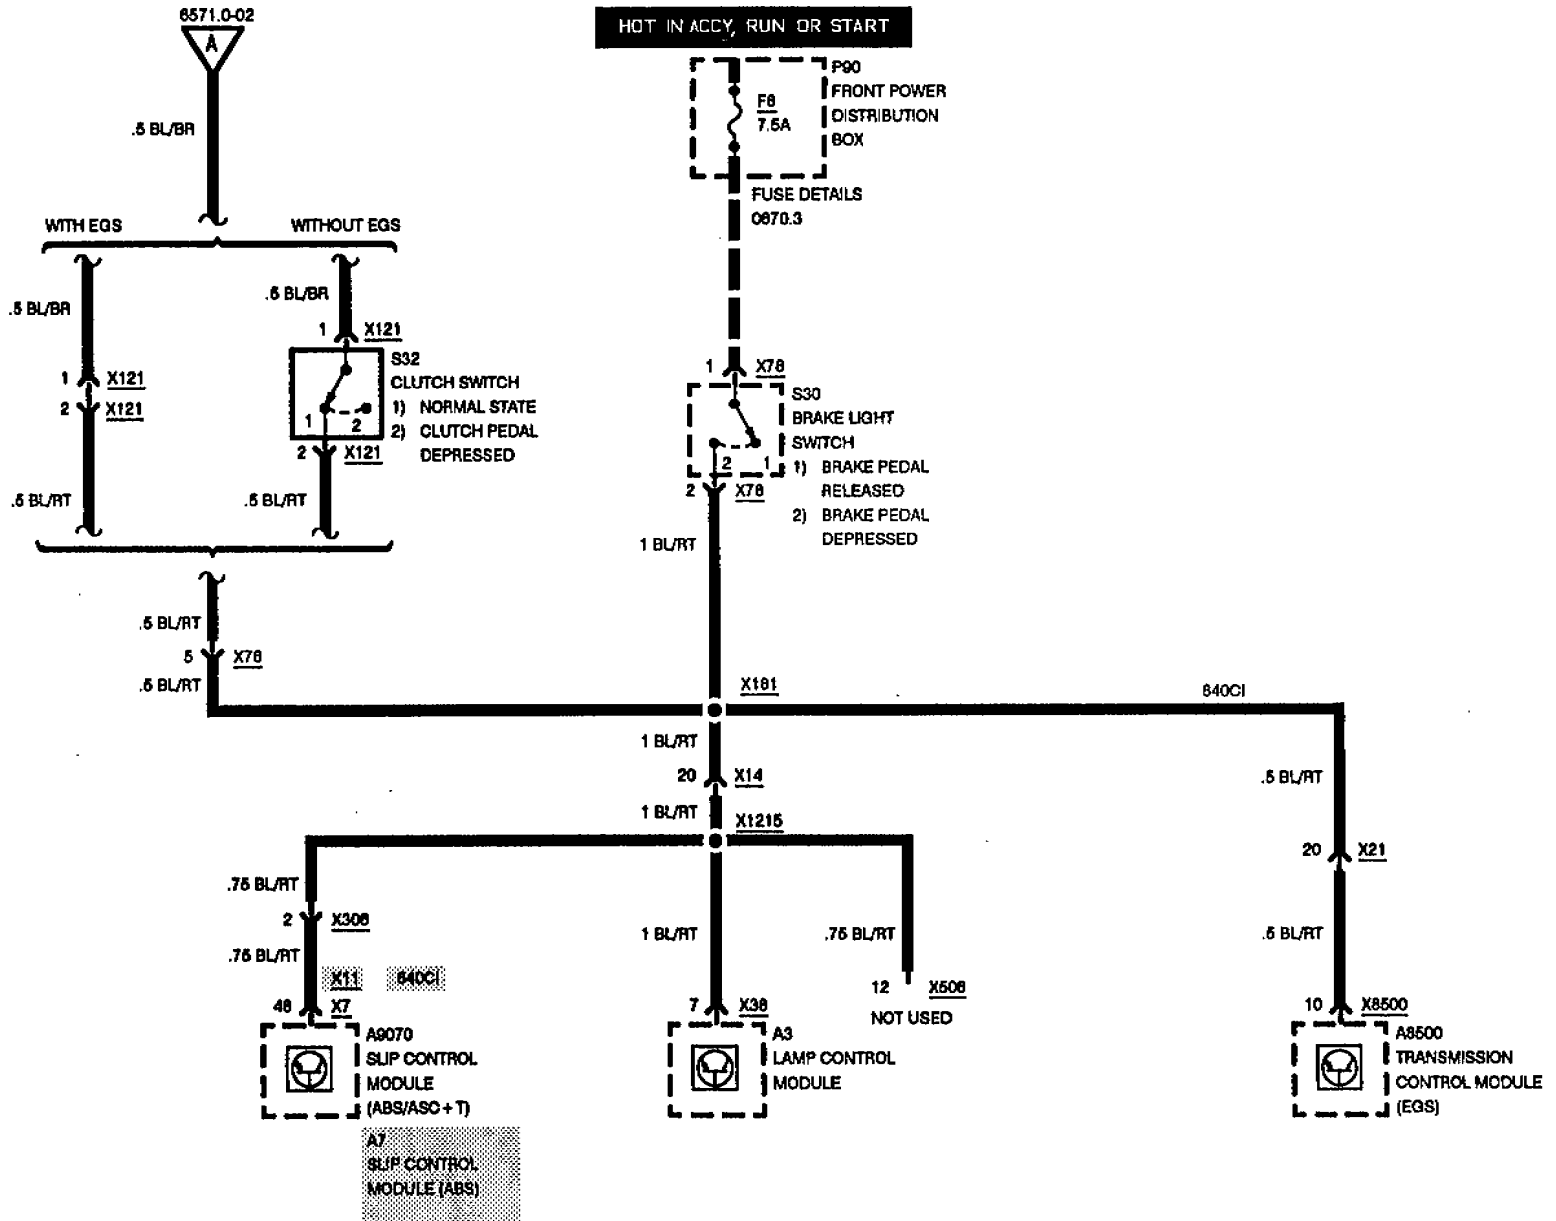 6571.0-02
A
.5 BL/BR
WITH EGS
WITHOUT EGS
.5 BL/BR
.5 BL/BR
1 X121
S32
CLUTCH SWITCH
1) NORMAL STATE
2) CLUTCH PEDAL
DEPRESSED
1 2
1 X121
2 X121
2 X121
.5 BL/RT
.5 BL/RT
.5 BL/RT
5 X76
.5 BL/RT
HOT IN ACCY, RUN OR START
P90
FRONT POWER
DISTRIBUTION
BOX
F6
7.5A
FUSE DETAILS
0670.3
1 X78
S30
BRAKE LIGHT
SWITCH
1) BRAKE PEDAL
RELEASED
2) BRAKE PEDAL
DEPRESSED
2 1
2 X78
1 BL/RT
X181
840CI
1 BL/RT
20 X14
1 BL/RT
X1215
.5 BL/RT
20 X21
.5 BL/RT
.75 BL/RT
2 X306
.75 BL/RT
X11 840CI
48 X7
A9070
SLIP CONTROL
MODULE
(ABS/ASC + T)
A7
SLIP CONTROL
MODULE (ABS)
1 BL/RT
7 X38
A3
LAMP CONTROL
MODULE
.75 BL/RT
12 X506
NOT USED
10 X8500
A8500
TRANSMISSION
CONTROL MODULE
(EGS)